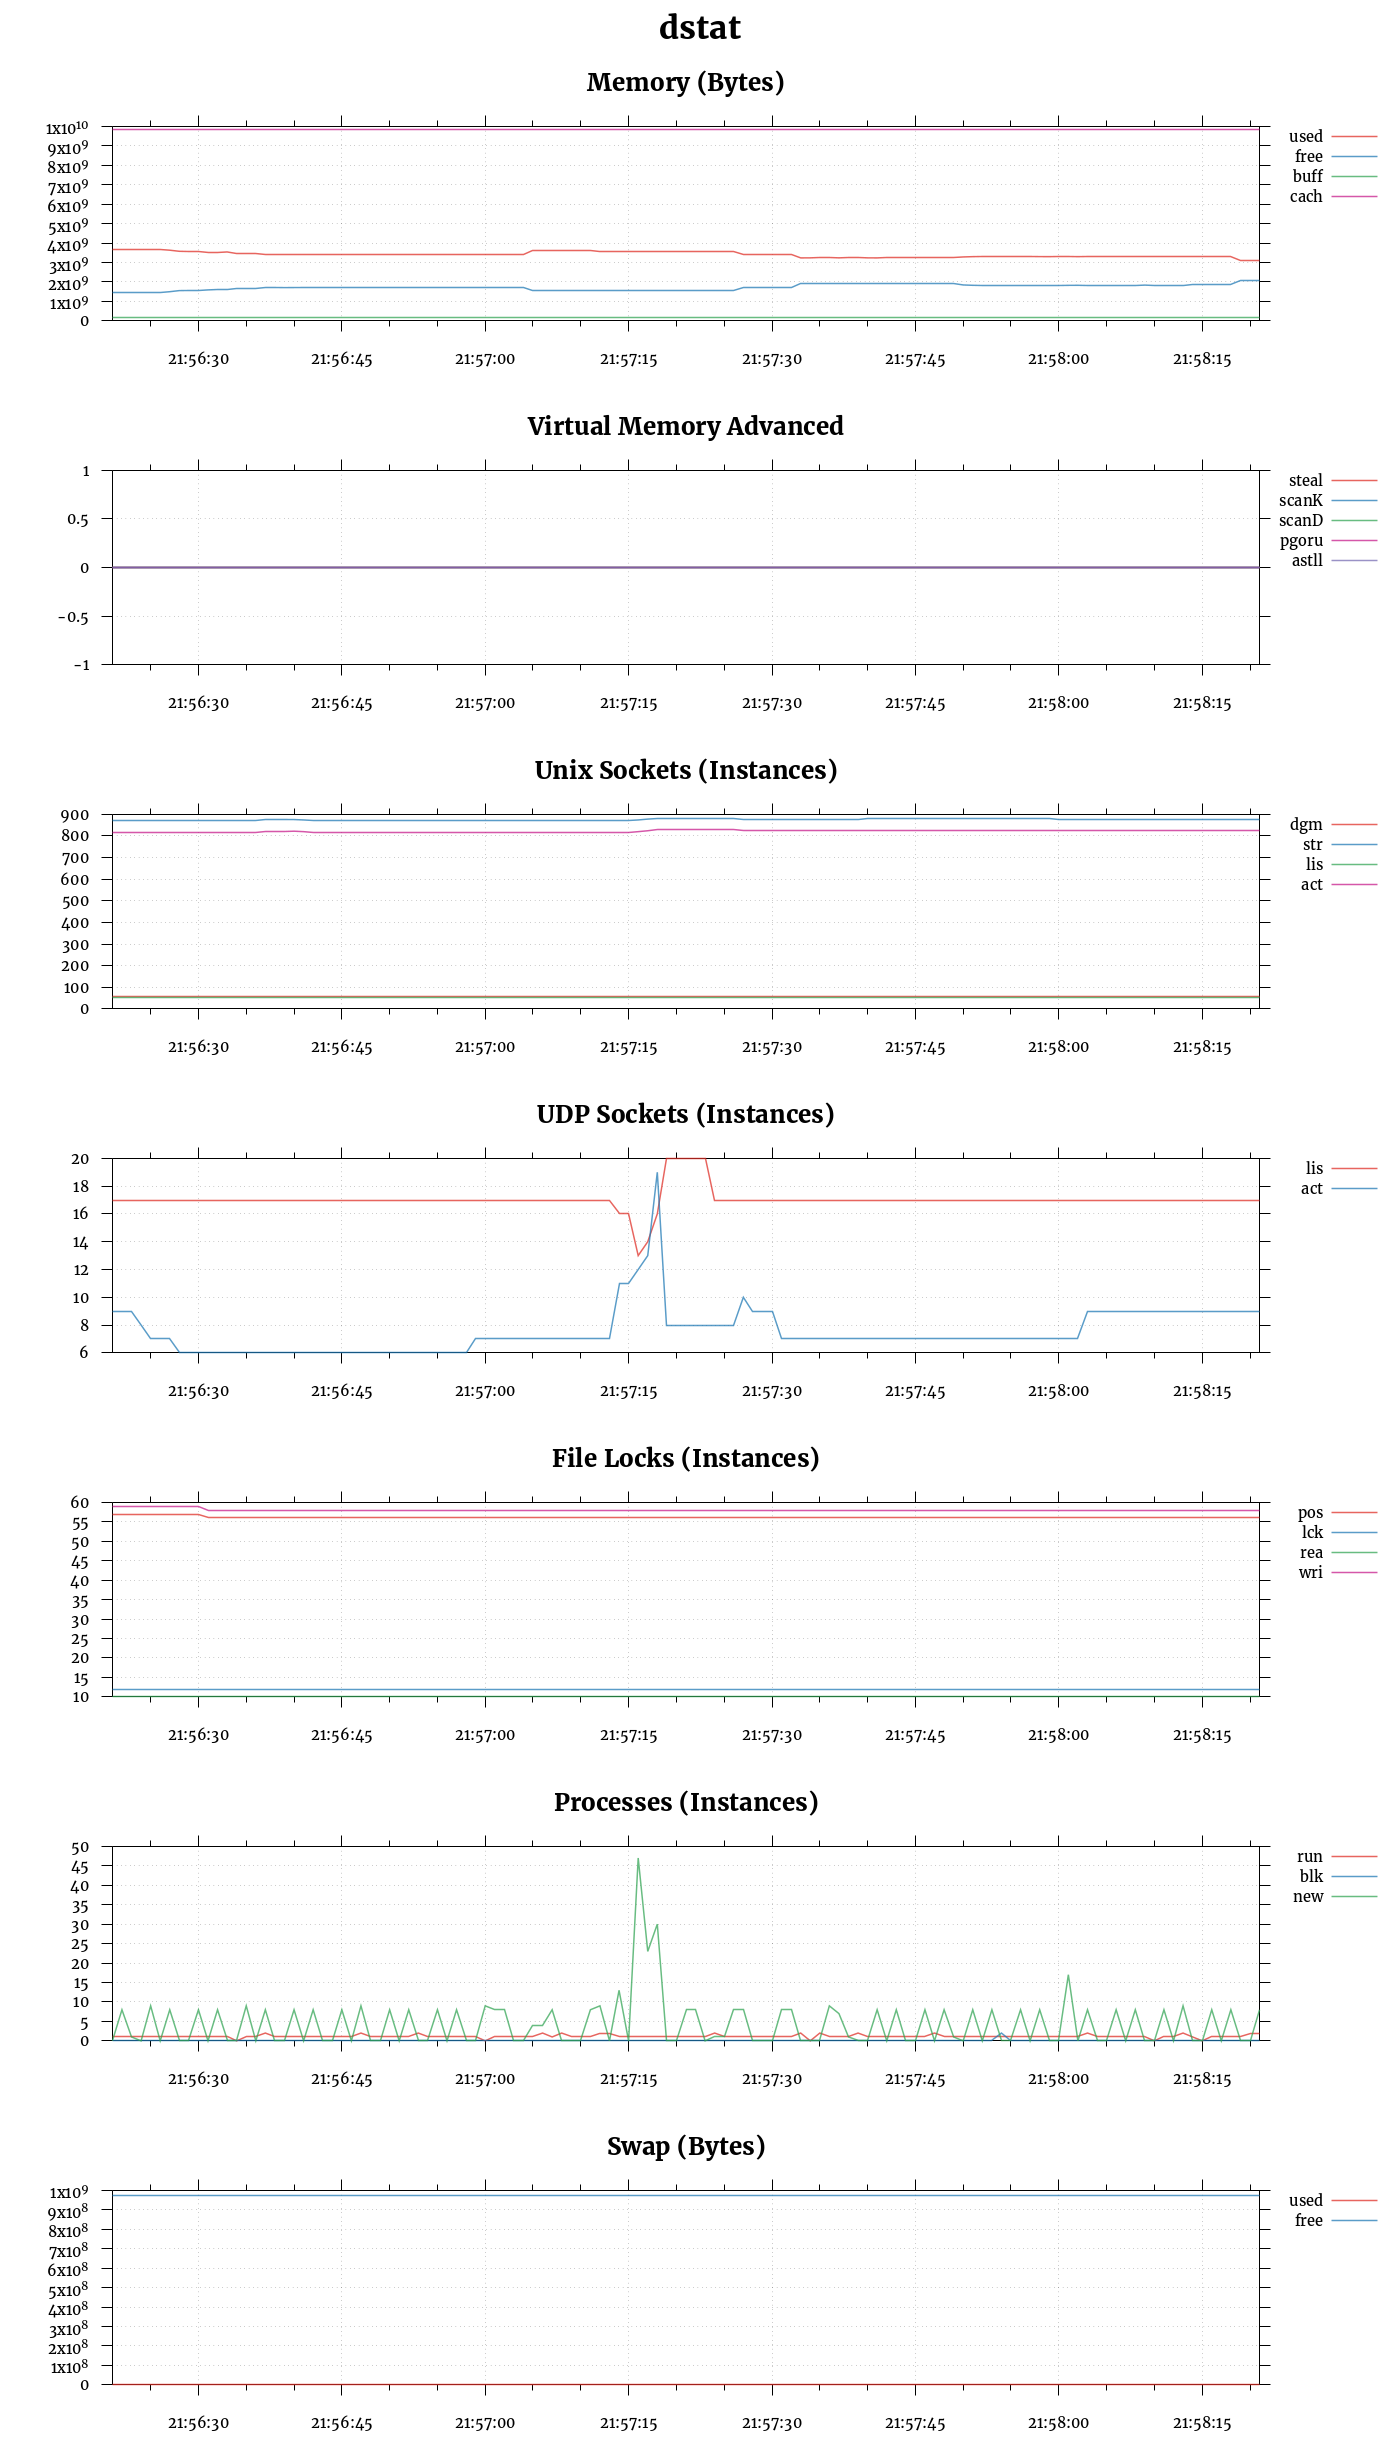 dstat
Memory (Bytes)
1x10¹⁰
9x10⁹
8x10⁹
7x10⁹
6x10⁹
5x10⁹
4x10⁹
3x10⁹
2x10⁹
1x10⁹
0
used
free
buff
cach
21:56:30 21:56:45 21:57:00 21:57:15 21:57:30 21:57:45 21:58:00 21:58:15
Virtual Memory Advanced
1
0.5
0
-0.5
-1
steal
scanK
scanD
pgoru
astll
21:56:30 21:56:45 21:57:00 21:57:15 21:57:30 21:57:45 21:58:00 21:58:15
Unix Sockets (Instances)
900
800
700
600
500
400
300
200
100
0
dgm
str
lis
act
21:56:30 21:56:45 21:57:00 21:57:15 21:57:30 21:57:45 21:58:00 21:58:15
UDP Sockets (Instances)
20
18
16
14
12
10
8
6
lis
act
21:56:30 21:56:45 21:57:00 21:57:15 21:57:30 21:57:45 21:58:00 21:58:15
File Locks (Instances)
60
55
50
45
40
35
30
25
20
15
10
pos
lck
rea
wri
21:56:30 21:56:45 21:57:00 21:57:15 21:57:30 21:57:45 21:58:00 21:58:15
Processes (Instances)
50
45
40
35
30
25
20
15
10
5
0
run
blk
new
21:56:30 21:56:45 21:57:00 21:57:15 21:57:30 21:57:45 21:58:00 21:58:15
Swap (Bytes)
1x10⁹
9x10⁸
8x10⁸
7x10⁸
6x10⁸
5x10⁸
4x10⁸
3x10⁸
2x10⁸
1x10⁸
0
used
free
21:56:30 21:56:45 21:57:00 21:57:15 21:57:30 21:57:45 21:58:00 21:58:15